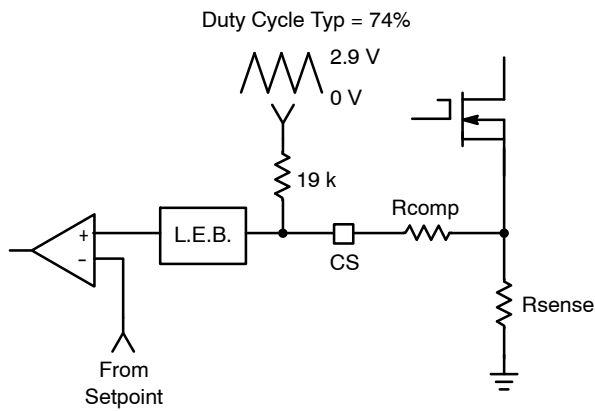 Duty Cycle Typ = 74%
2.9 V
0 V
19 k
Rcomp
+
L.E.B.
−
CS
Rsense
From
Setpoint